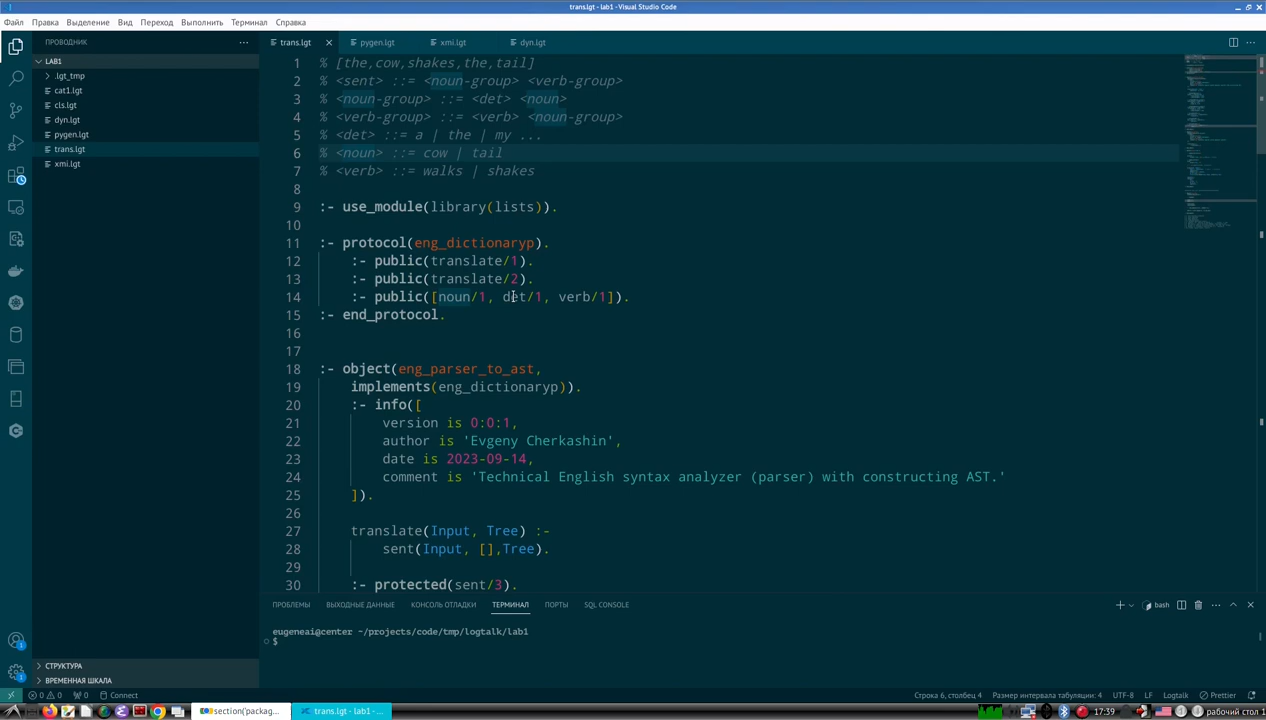 trans.lgt - lab1 - Visual Studio Code
Файл Правка Выделение Вид Переход Выполнить Терминал Справка
ПРОВОДНИК
trans.lgt pygen.lgt xmi.lgt dyn.lgt
LAB1
.lgt_tmp
cat1.lgt
cls.lgt
dyn.lgt
pygen.lgt
trans.lgt
xmi.lgt
1 % [the,cow,shakes,the,tail]
2 % <sent> ::= <noun-group> <verb-group>
3 % <noun-group> ::= <det> <noun>
4 % <verb-group> ::= <verb> <noun-group>
5 % <det> ::= a | the | my ...
6 % <noun> ::= cow | tail
7 % <verb> ::= walks | shakes
8
9 :- use_module(library(lists)).
10
11 :- protocol(eng_dictionaryp).
12 :- public(translate/1).
13 :- public(translate/2).
14 :- public([noun/1, det/1, verb/1]).
15 :- end_protocol.
16
17
18 :- object(eng_parser_to_ast,
19 implements(eng_dictionaryp)).
20 :- info([
21 version is 0:0:1,
22 author is 'Evgeny Cherkashin',
23 date is 2023-09-14,
24 comment is 'Technical English syntax analyzer (parser) with constructing AST.'
25 ]).
26
27 translate(Input, Tree) :-
28 sent(Input, [],Tree).
29
30 :- protected(sent/3).
ПРОБЛЕМЫ ВЫХОДНЫЕ ДАННЫЕ КОНСОЛЬ ОТЛАДКИ ТЕРМИНАЛ ПОРТЫ SQL CONSOLE
bash
eugeneai@center ~/projects/code/tmp/logtalk/lab1
$
СТРУКТУРА
ВРЕМЕННАЯ ШКАЛА
0 0 0 Connect
Строка 6, столбец 4 Размер интервала табуляции: 4 UTF-8 LF Logtalk Prettier
section('packag... trans.lgt - lab1 - ... 17:39 рабочий стол 1